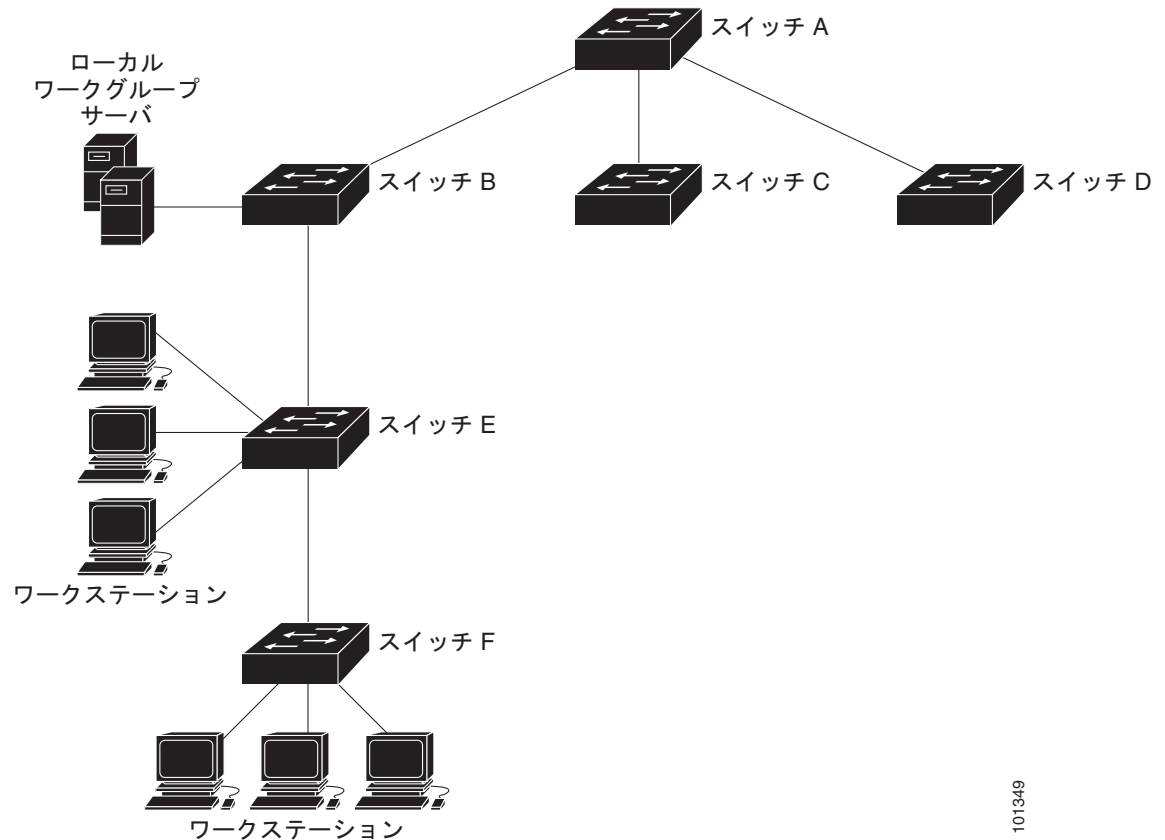 スイッチ A
ローカル
ワークグループ
サーバ
スイッチ B
スイッチ C
スイッチ D
スイッチ E
ワークステーション
スイッチ F
ワークステーション
101349